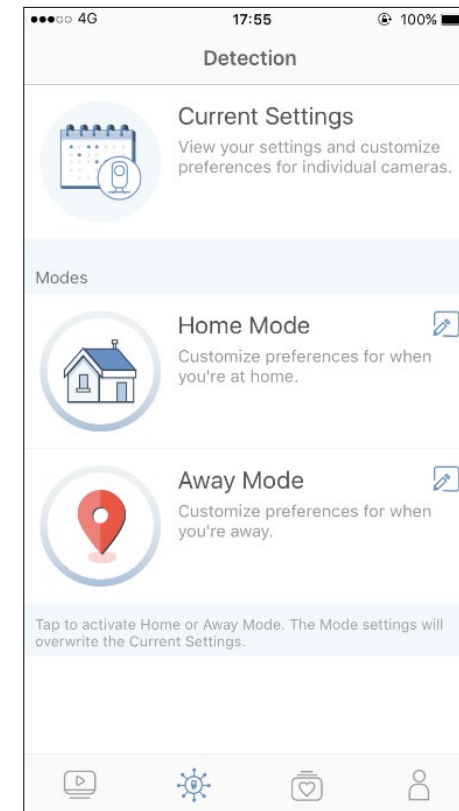 4G 17:55 100%
Detection
Current Settings
View your settings and customize
preferences for individual cameras.
Modes
Home Mode
Customize preferences for when
you're at home.
Away Mode
Customize preferences for when
you're away.
Tap to activate Home or Away Mode. The Mode settings will
overwrite the Current Settings.